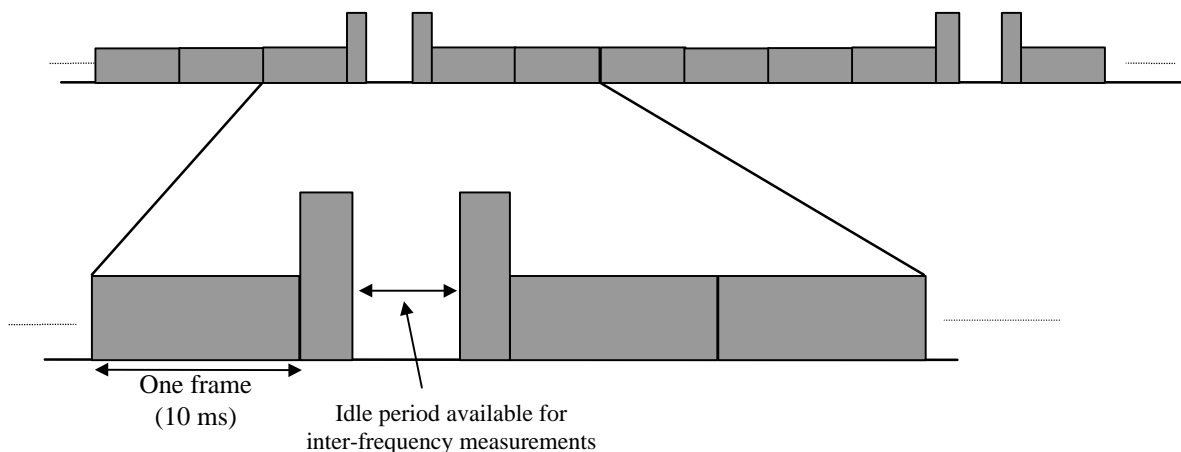 One frame
(10 ms)
Idle period available for
inter-frequency measurements